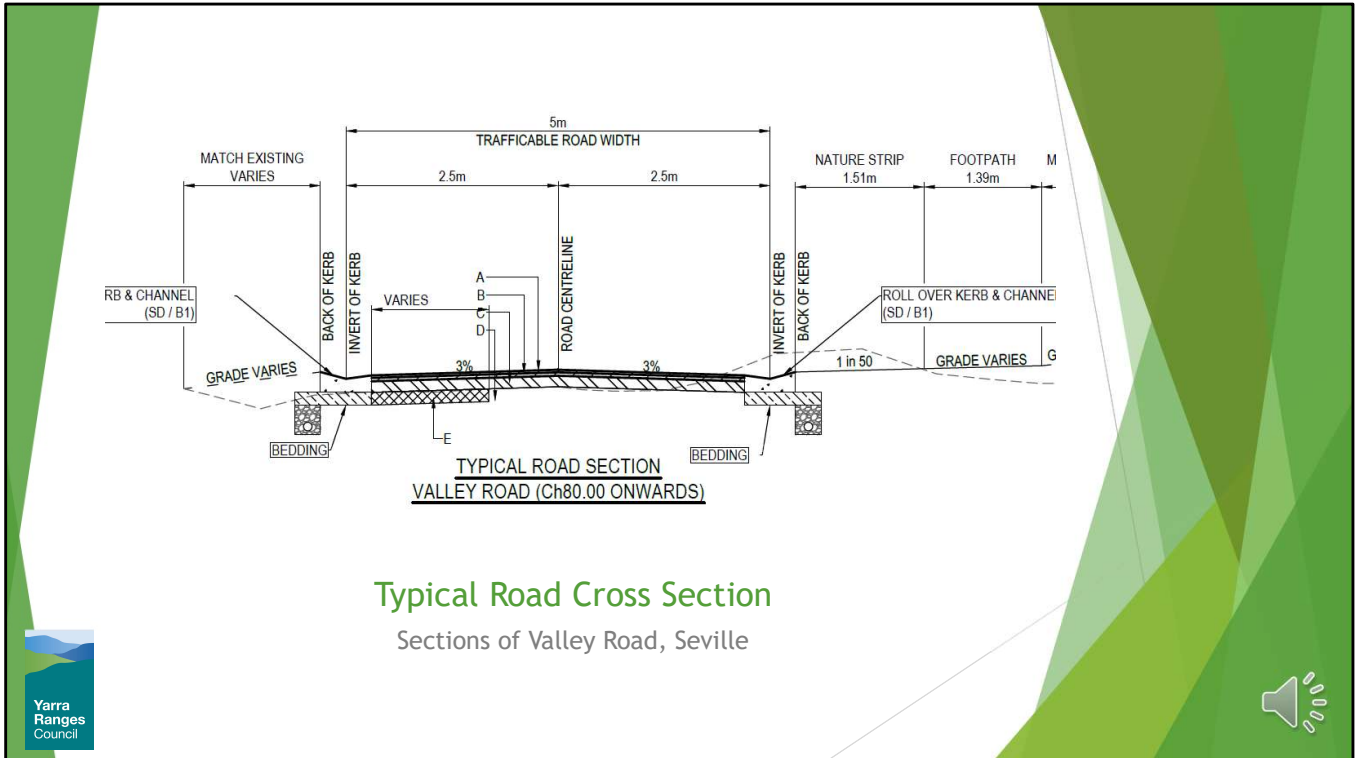 5m
TRAFFICABLE ROAD WIDTH
MATCH EXISTING
VARIES
2.5m
2.5m
NATURE STRIP
1.51m
FOOTPATH
1.39m
M
BACK OF KERB
INVERT OF KERB
ROAD CENTRELINE
INVERT OF KERB
BACK OF KERB
RB & CHANNEL
(SD / B1)
VARIES
A
B
C
D
ROLL OVER KERB & CHANNE
(SD / B1)
GRADE VARIES
3%
3%
1 in 50
GRADE VARIES
G
BEDDING
E
BEDDING
TYPICAL ROAD SECTION
VALLEY ROAD (Ch80.00 ONWARDS)
Typical Road Cross Section
Sections of Valley Road, Seville
Yarra
Ranges
Council